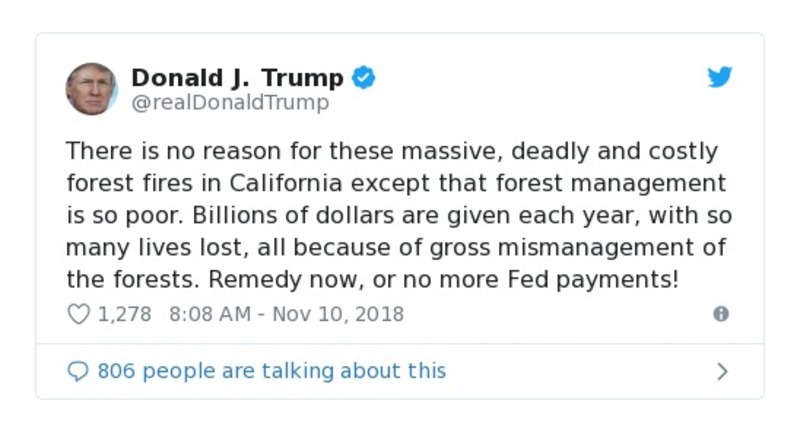 Donald J. Trump
@realDonaldTrump
There is no reason for these massive, deadly and costly
forest fires in California except that forest management
is so poor. Billions of dollars are given each year, with so
many lives lost, all because of gross mismanagement of
the forests. Remedy now, or no more Fed payments!
1,278 8:08 AM - Nov 10, 2018
806 people are talking about this